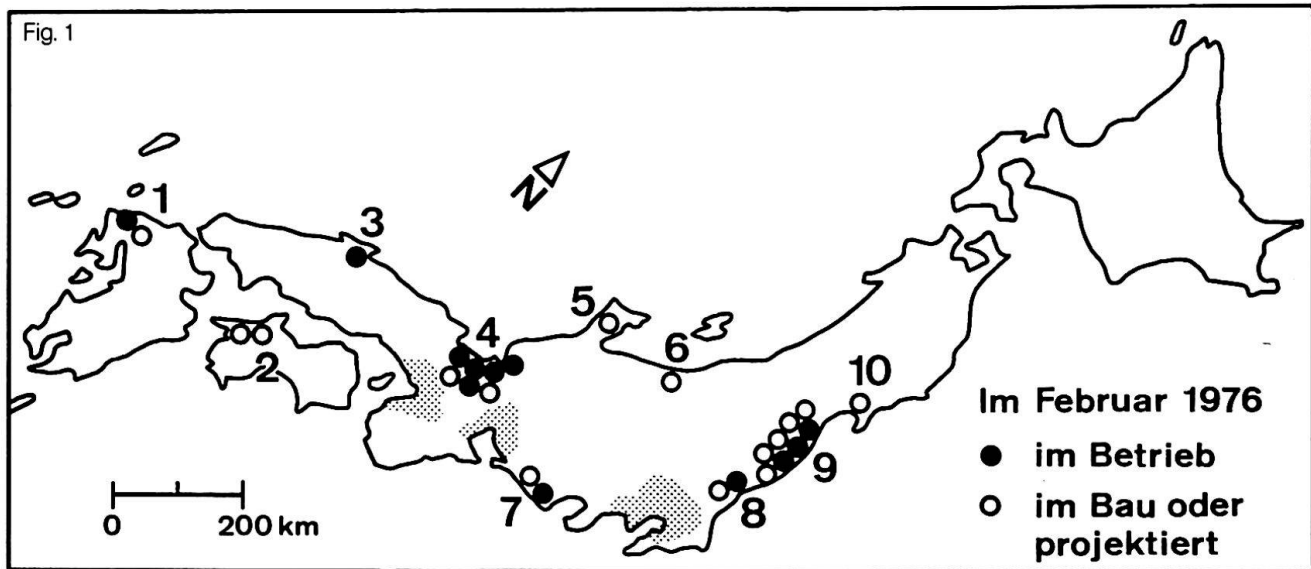 Fig. 1
1
3
N
5
4
6
2
10
9
7
8
0 200 km
Im Februar 1976
im Betrieb
im Bau oder
projektiert